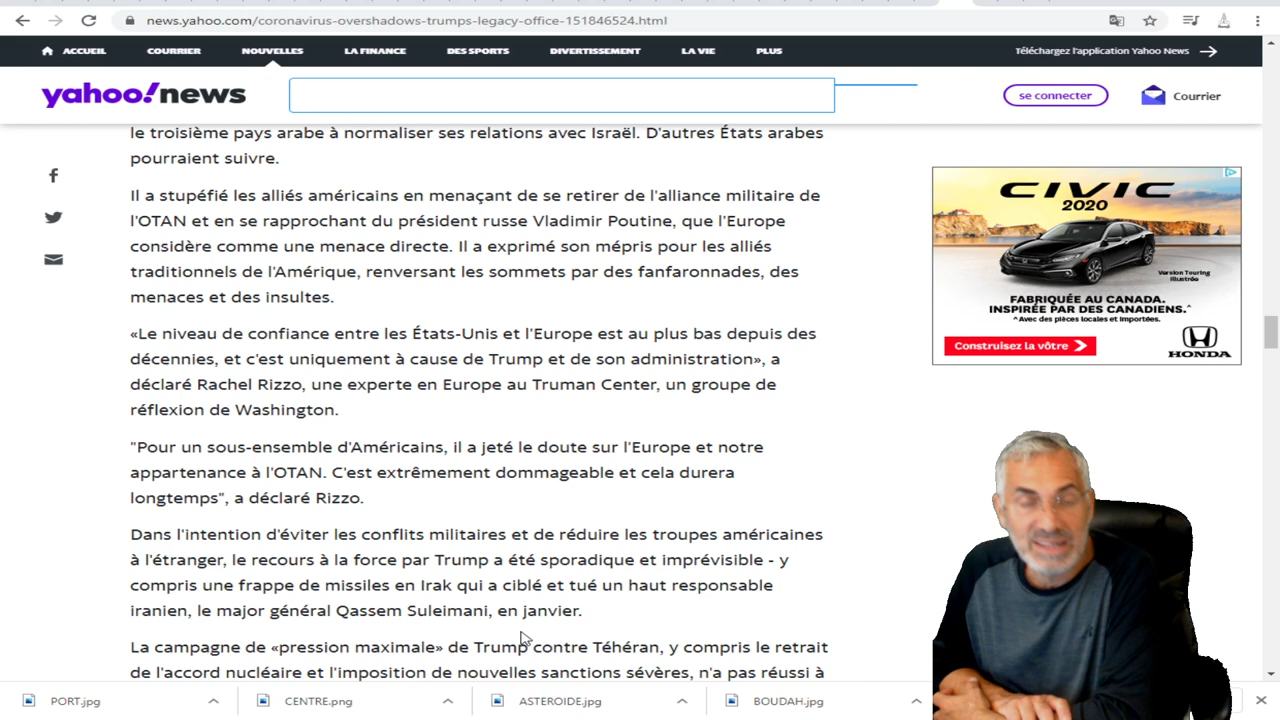 news.yahoo.com/coronavirus-overshadows-trumps-legacy-office-151846524.html
ACCUEIL COURRIER NOUVELLES LA FINANCE DES SPORTS DIVERTISSEMENTS LA VIE PLUS Téléchargez l'application Yahoo News
yahoo!news se connecter Courrier
le troisième pays arabe à normaliser ses relations avec Israël. D'autres États arabes
pourraient suivre.
Il a stupéfié les alliés américains en menaçant de se retirer de l'alliance militaire de
l'OTAN et en se rapprochant du président russe Vladimir Poutine, que l'Europe
considère comme une menace directe. Il a exprimé son mépris pour les alliés
traditionnels de l'Amérique, renversant les sommets par des fanfaronnades, des
menaces et des insultes.
«Le niveau de confiance entre les États-Unis et l'Europe est au plus bas depuis des
décennies, et c'est uniquement à cause de Trump et de son administration», a
déclaré Rachel Rizzo, une experte en Europe au Truman Center, un groupe de
réflexion de Washington.
"Pour un sous-ensemble d'Américains, il a jeté le doute sur l'Europe et notre
appartenance à l'OTAN. C'est extrêmement dommageable et cela durera
longtemps", a déclaré Rizzo.
Dans l'intention d'éviter les conflits militaires et de réduire les troupes américaines
à l'étranger, le recours à la force par Trump a été sporadique et imprévisible - y
compris une frappe de missiles en Irak qui a ciblé et tué un haut responsable
iranien, le major général Qassem Suleimani, en janvier.
La campagne de «pression maximale» de Trump contre Téhéran, y compris le retrait
de l'accord nucléaire et l'imposition de nouvelles sanctions sévères, n'a pas réussi à
CIVIC
2020
Version Touring
illustrée
FABRIQUÉE AU CANADA.
INSPIRÉE PAR DES CANADIENS.^
^Avec des pièces locales et importées.
Construisez la vôtre
HONDA
PORT.jpg CENTRE.png ASTEROIDE.jpg BOUDAH.jpg